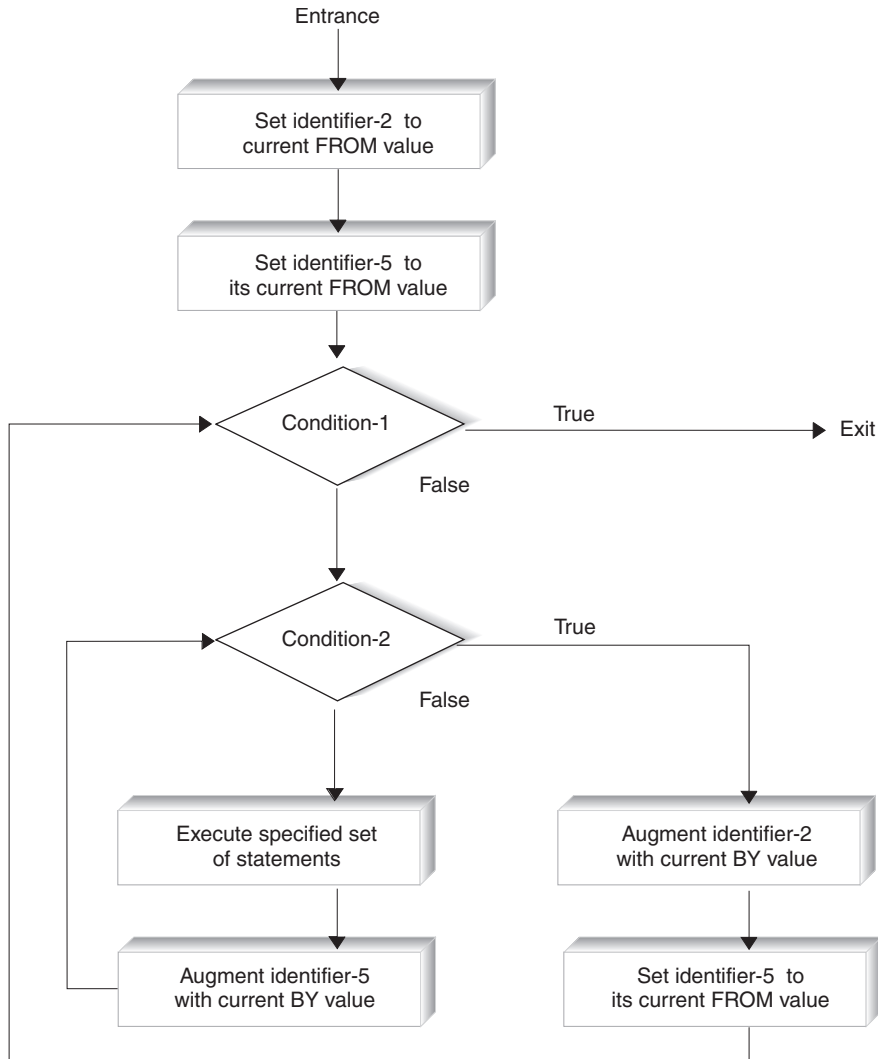 Entrance
Set identifier-2 to
current FROM value
Set identifier-5 to
its current FROM value
Condition-1
True
Exit
False
Condition-2
True
False
Execute specified set
of statements
Augment identifier-2
with current BY value
Augment identifier-5
with current BY value
Set identifier-5 to
its current FROM value